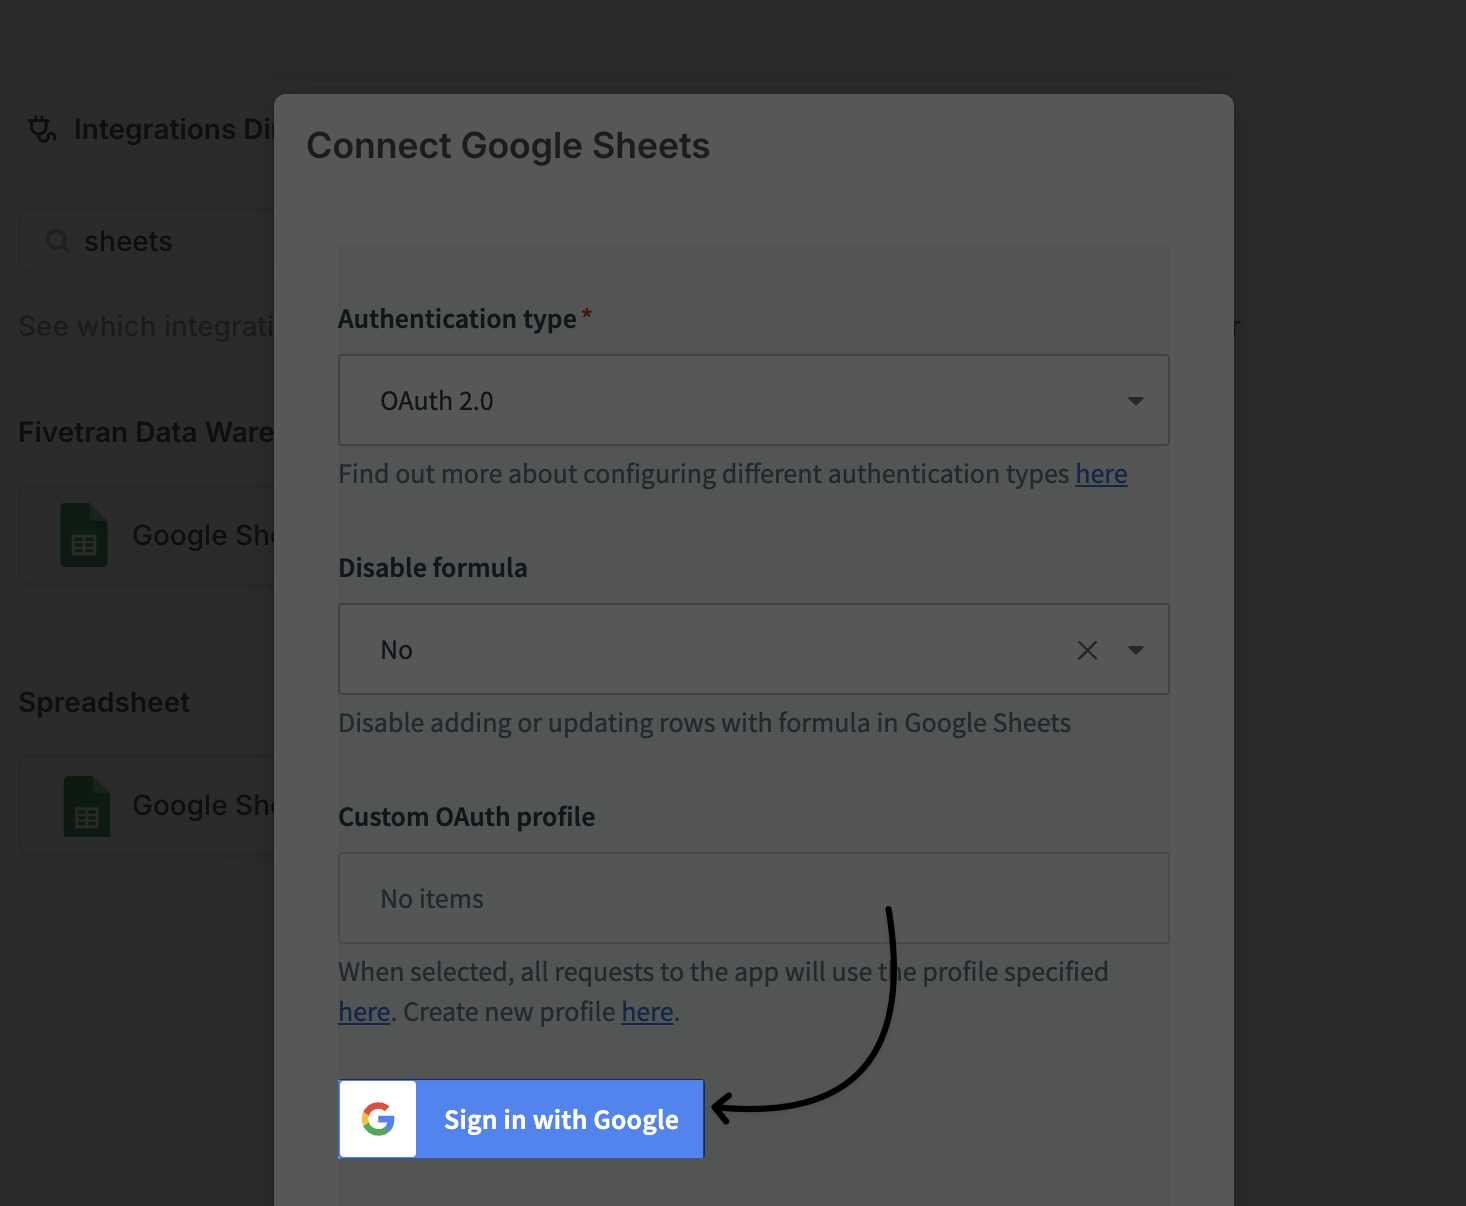 Integrations Di
Connect Google Sheets
sheets
See which integrati
Authentication type *
OAuth 2.0
Find out more about configuring different authentication types here
Fivetran Data Ware
Google She
Disable formula
No
Disable adding or updating rows with formula in Google Sheets
Spreadsheet
Google She
Custom OAuth profile
No items
When selected, all requests to the app will use the profile specified
here. Create new profile here.
Sign in with Google